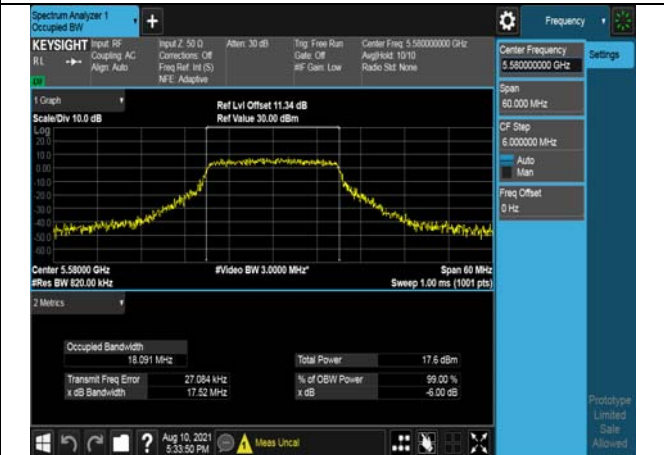 Spectrum Analyzer 1
Occupied BW
+
Frequency
KEYSIGHT
RL
Input: RF
Coupling: AC
Align: Auto
Input Z: 50 Ω
Corrections: Off
Freq Ref: Int (S)
NFE: Adaptive
Atten: 30 dB
Trig: Free Run
Gate: Off
#IF Gain: Low
Center Freq: 5.580000000 GHz
Avg|Hold: 10/10
Radio Std: None
Center Frequency
5.580000000 GHz
Settings
Span
60.000 MHz
CF Step
6.000000 MHz
Auto
Man
Freq Offset
0 Hz
1 Graph
Scale/Div 10.0 dB
Ref Lvl Offset 11.34 dB
Ref Value 30.00 dBm
Log
20.0
10.0
0.00
-10.0
-20.0
-30.0
-40.0
-50.0
-60.0
Center 5.58000 GHz
#Res BW 820.00 kHz
#Video BW 3.0000 MHz*
Span 60 MHz
Sweep 1.00 ms (1001 pts)
2 Metrics
Occupied Bandwidth
18.091 MHz
Total Power 17.6 dBm
Transmit Freq Error 27.084 kHz
% of OBW Power 99.00 %
x dB Bandwidth 17.52 MHz
x dB -6.00 dB
Prototype
Limited
Sale
Allowed
?
Aug 10, 2021
5:33:50 PM
1
Meas Uncal